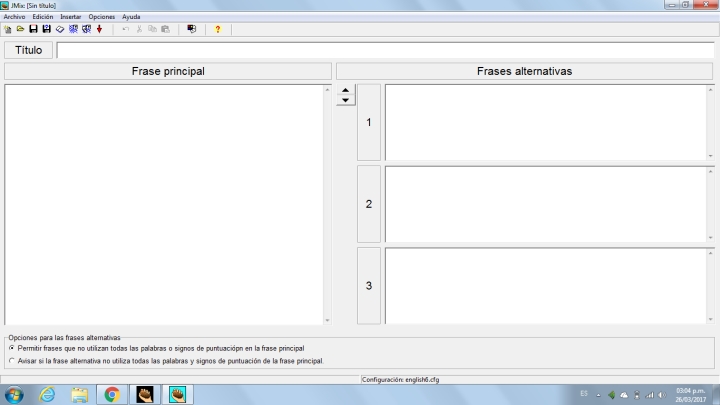 JMix: [Sin título]
Archivo Edición Insertar Opciones Ayuda
Título
Frase principal
Frases alternativas
1
2
3
Opciones para las frases alternativas
Permitir frases que no utilizan todas las palabras o signos de puntuaciópn en la frase principal
Avisar si la frase alternativa no utiliza todas las palabras y signos de puntuación de la frase principal.
Configuración: english6.cfg
ES
03:04 p.m.
26/03/2017